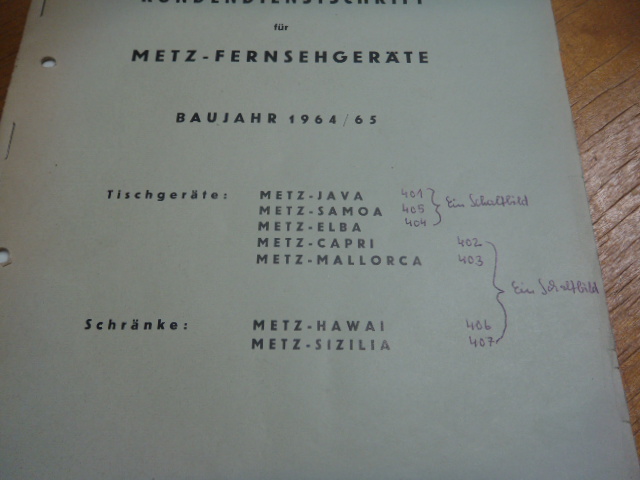 KUNDENDIENSTSCHRIFT
für
METZ-FERNSEHGERÄTE
BAUJAHR 1964/65
Tischgeräte: METZ-JAVA 401
METZ-SAMOA 405 Ein Schaltbild
METZ-ELBA 404
METZ-CAPRI 402
METZ-MALLORCA 403
Ein Schaltbild
Schränke: METZ-HAWAI 406
METZ-SIZILIA 407